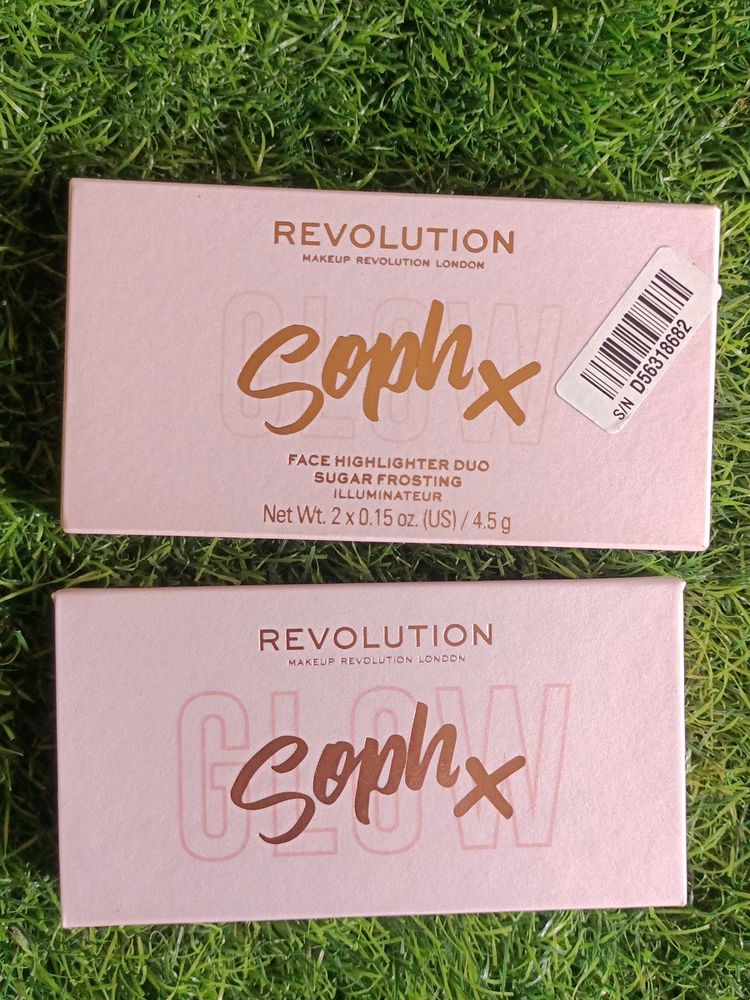 REVOLUTION
MAKEUP REVOLUTION LONDON
GLOW
Soph x
FACE HIGHLIGHTER DUO
SUGAR FROSTING
ILLUMINATEUR
Net Wt. 2 x 0.15 oz. (US) / 4.5 g
S/N D56318682
REVOLUTION
MAKEUP REVOLUTION LONDON
GLOW
Soph x